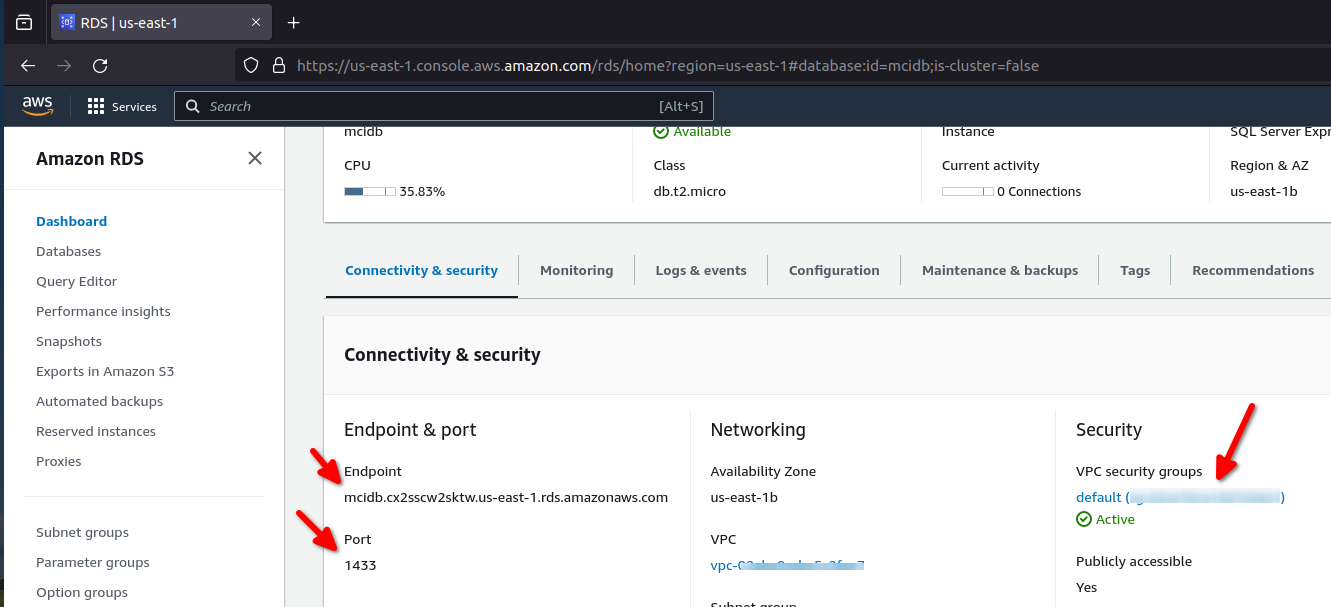 RDS | us-east-1
https://us-east-1.console.aws.amazon.com/rds/home?region=us-east-1#database:id=mcidb;is-cluster=false
aws
Services
Search
[Alt+S]
Amazon RDS
Dashboard
Databases
Query Editor
Performance insights
Snapshots
Exports in Amazon S3
Automated backups
Reserved instances
Proxies
Subnet groups
Parameter groups
Option groups
mcidb
Available
Instance
SQL Server Expr
CPU
Class
Current activity
Region & AZ
35.83%
db.t2.micro
0 Connections
us-east-1b
Connectivity & security
Monitoring
Logs & events
Configuration
Maintenance & backups
Tags
Recommendations
Connectivity & security
Endpoint & port
Endpoint
mcidb.cx2sscw2sktw.us-east-1.rds.amazonaws.com
Port
1433
Networking
Availability Zone
us-east-1b
VPC
vpc-
Subnet group
Security
VPC security groups
default (
)
Active
Publicly accessible
Yes